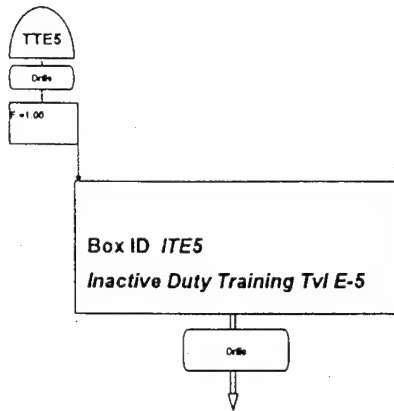 TTE5
Drills
F =1.00
Box ID ITE5
Inactive Duty Training Tvl E-5
Drills